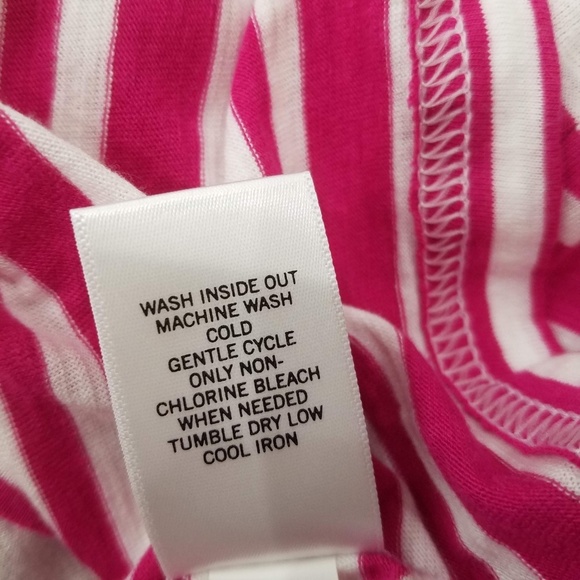 WASH INSIDE OUT
MACHINE WASH
COLD
GENTLE CYCLE
ONLY NON-
CHLORINE BLEACH
WHEN NEEDED
TUMBLE DRY LOW
COOL IRON